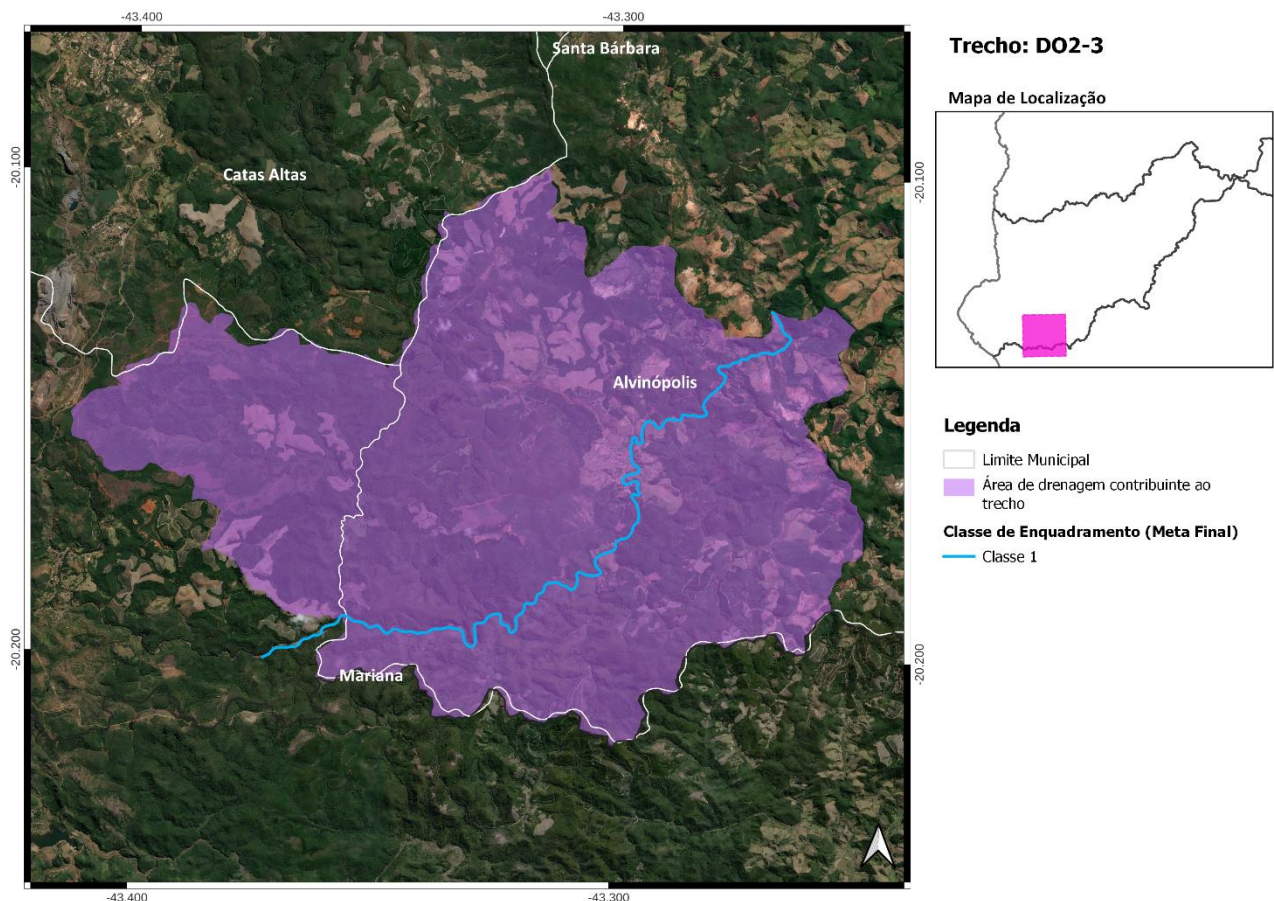 -43.400
-43.300
Santa Bárbara
Catas Altas
Alvinópolis
Mariana
-20.100
-20.200
-20.100
-20.200
-43.400
-43.300
Trecho: DO2-3
Mapa de Localização
Legenda
Limite Municipal
Área de drenagem contribuinte ao
trecho
Classe de Enquadramento (Meta Final)
Classe 1